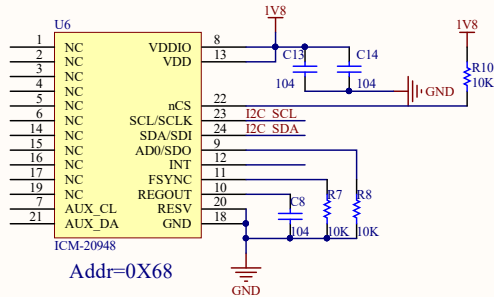 U6
1V8
1V8
1 NC VDDIO 8
2 NC VDD 13
3 NC
4 NC
5 NC nCS 22
6 NC SCL/SCLK 23 I2C_SCL
14 NC SDA/SDI 24 I2C_SDA
15 NC AD0/SDO 9
16 NC INT 12
17 NC FSYNC 11
19 NC REGOUT 10
7 AUX_CL RESV 20
21 AUX_DA GND 18
C13 C14
104 104
GND
R10
10K
C8 R7 R8
104 10K 10K
ICM-20948
Addr=0X68
GND